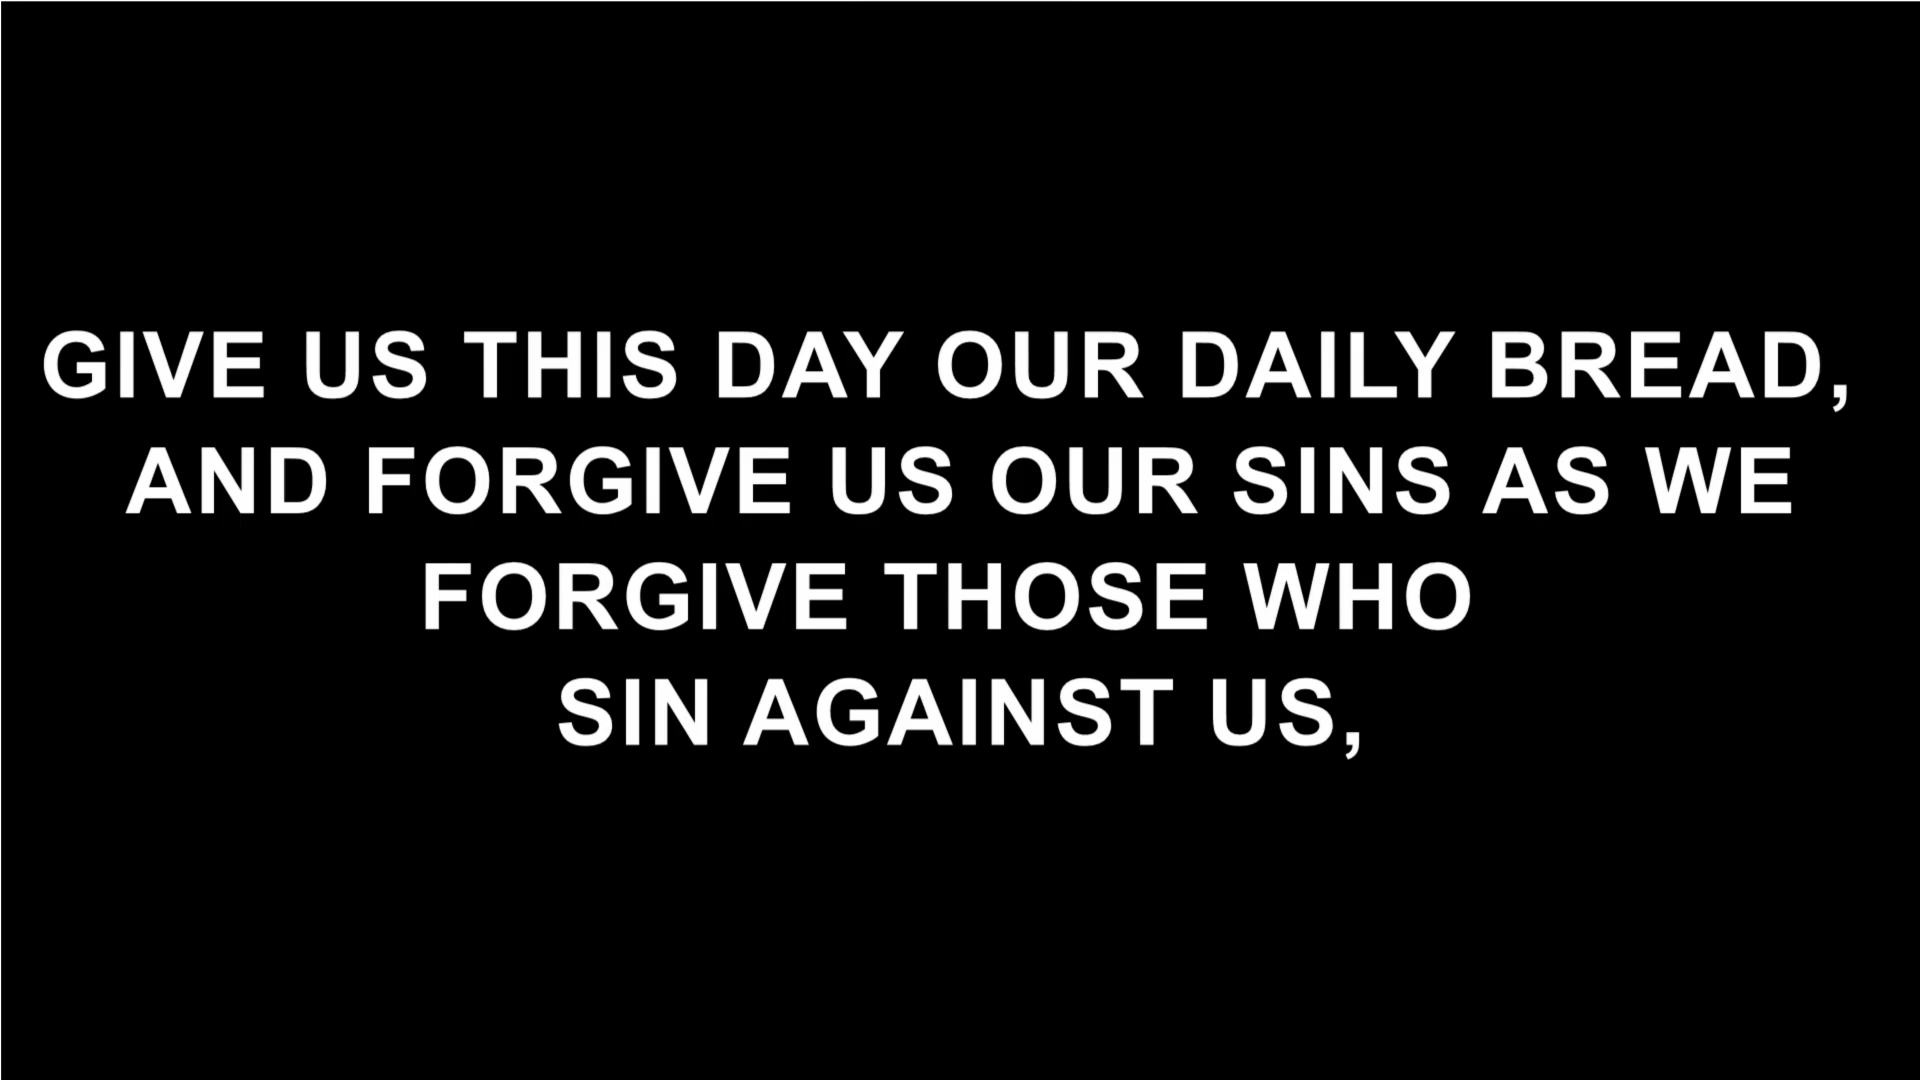 GIVE US THIS DAY OUR DAILY BREAD,
AND FORGIVE US OUR SINS AS WE
FORGIVE THOSE WHO
SIN AGAINST US,